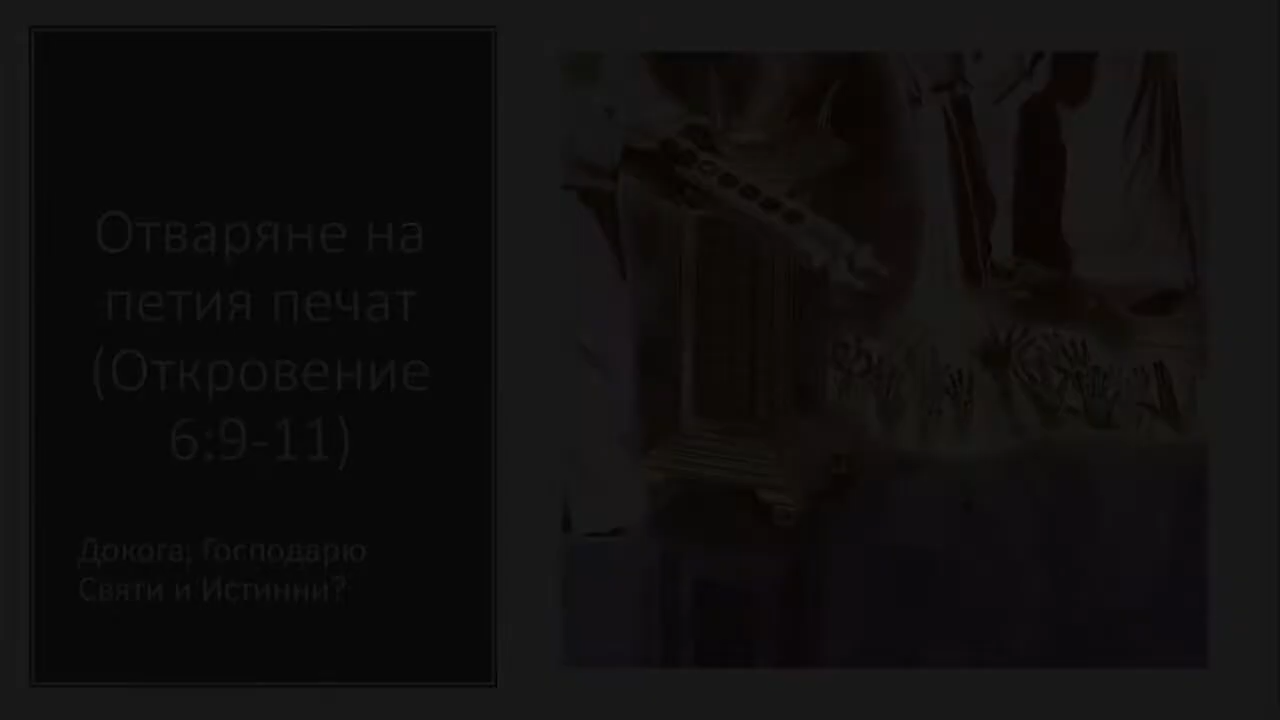 Отваряне на
петия печат
(Откровение
6:9-11)
Докога, Господарю
Святи и Истинни?